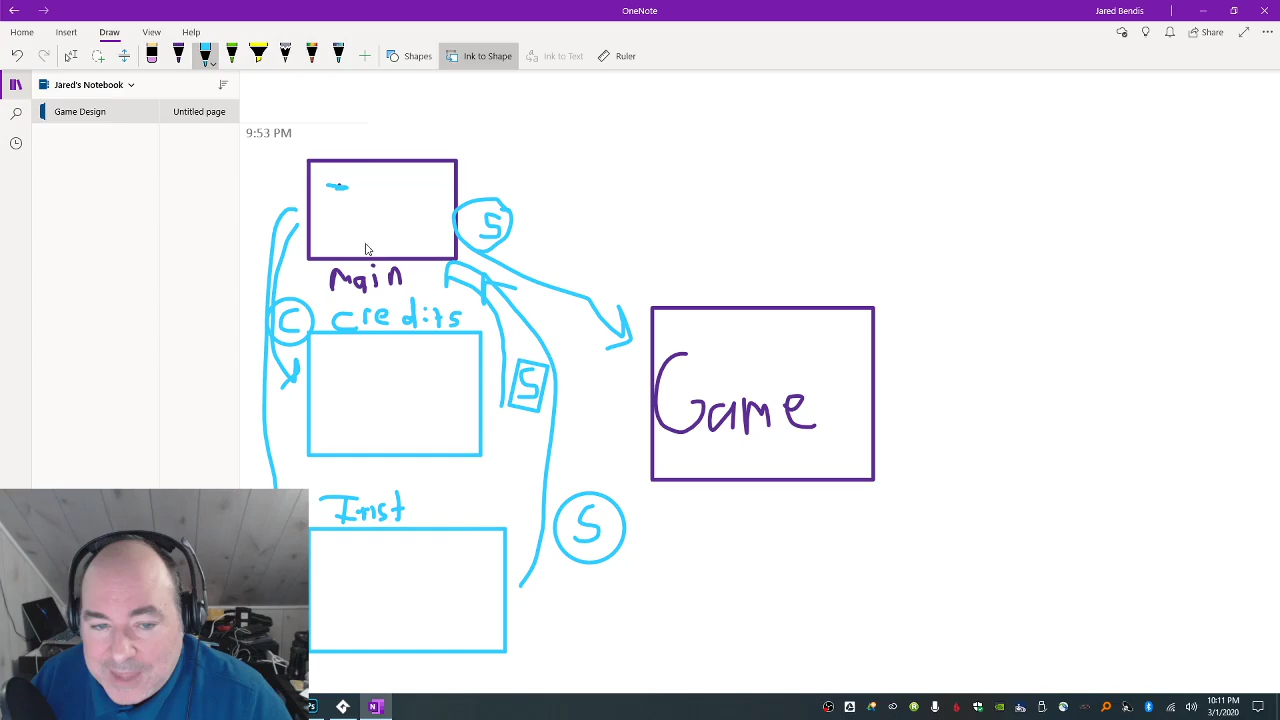 OneNote
Jared Bendis
Home Insert Draw View Help
Share
Shapes Ink to Shape Ink to Text Ruler
Jared's Notebook
Game Design Untitled page
9:53 PM
S
Main
C Credits
S
Game
Inst
S
10:11 PM
3/1/2020